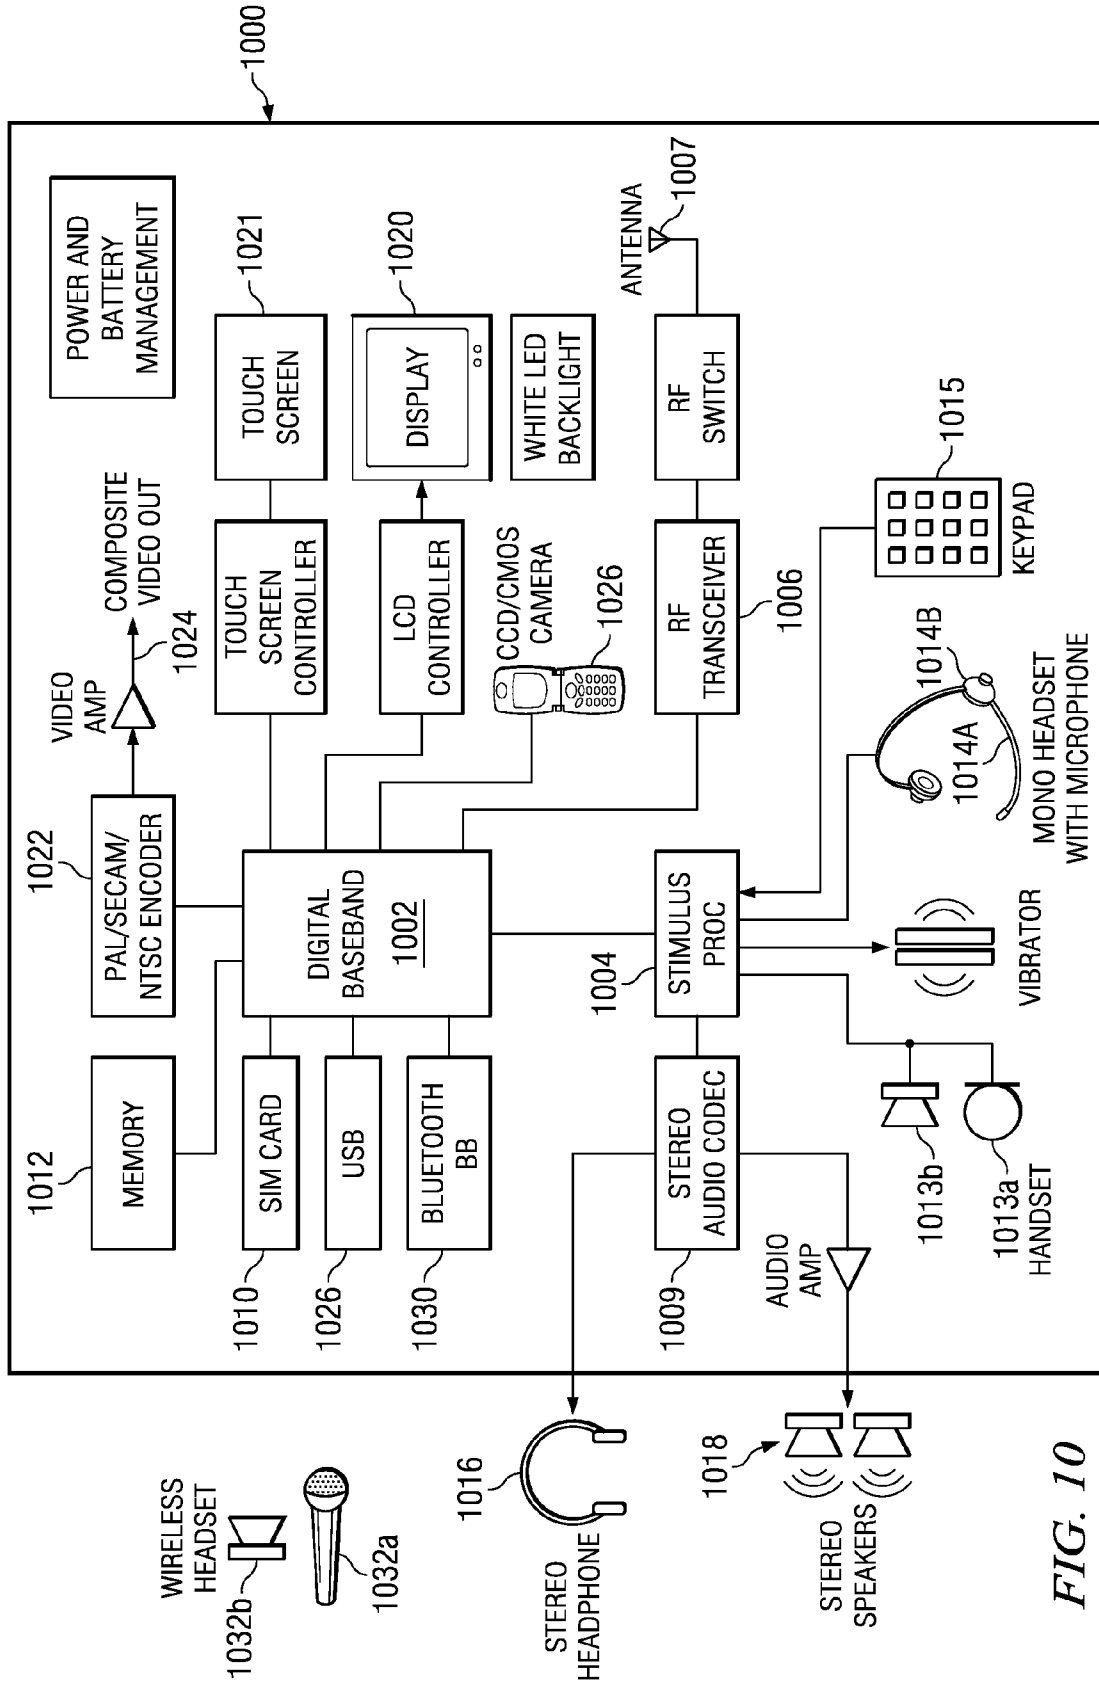 1000
POWER AND
BATTERY
MANAGEMENT
COMPOSITE
VIDEO OUT
VIDEO
AMP
1024
1022
PAL/SECAM/
NTSC ENCODER
1012
MEMORY
TOUCH
SCREEN
1021
TOUCH
SCREEN
CONTROLLER
DISPLAY
1020
LCD
CONTROLLER
WHITE LED
BACKLIGHT
CCD/CMOS
CAMERA
1026
DIGITAL
BASEBAND
1002
SIM CARD
1010
USB
1026
BLUETOOTH
BB
1030
WIRELESS
HEADSET
1032b
1032a
ANTENNA
1007
RF
SWITCH
RF
TRANSCEIVER
1006
STIMULUS
PROC
1004
STEREO
AUDIO CODEC
1009
AUDIO
AMP
1016
STEREO
HEADPHONE
1018
STEREO
SPEAKERS
1015
KEYPAD
1014B
1014A
MONO HEADSET
WITH MICROPHONE
VIBRATOR
1013b
1013a
HANDSET
FIG. 10